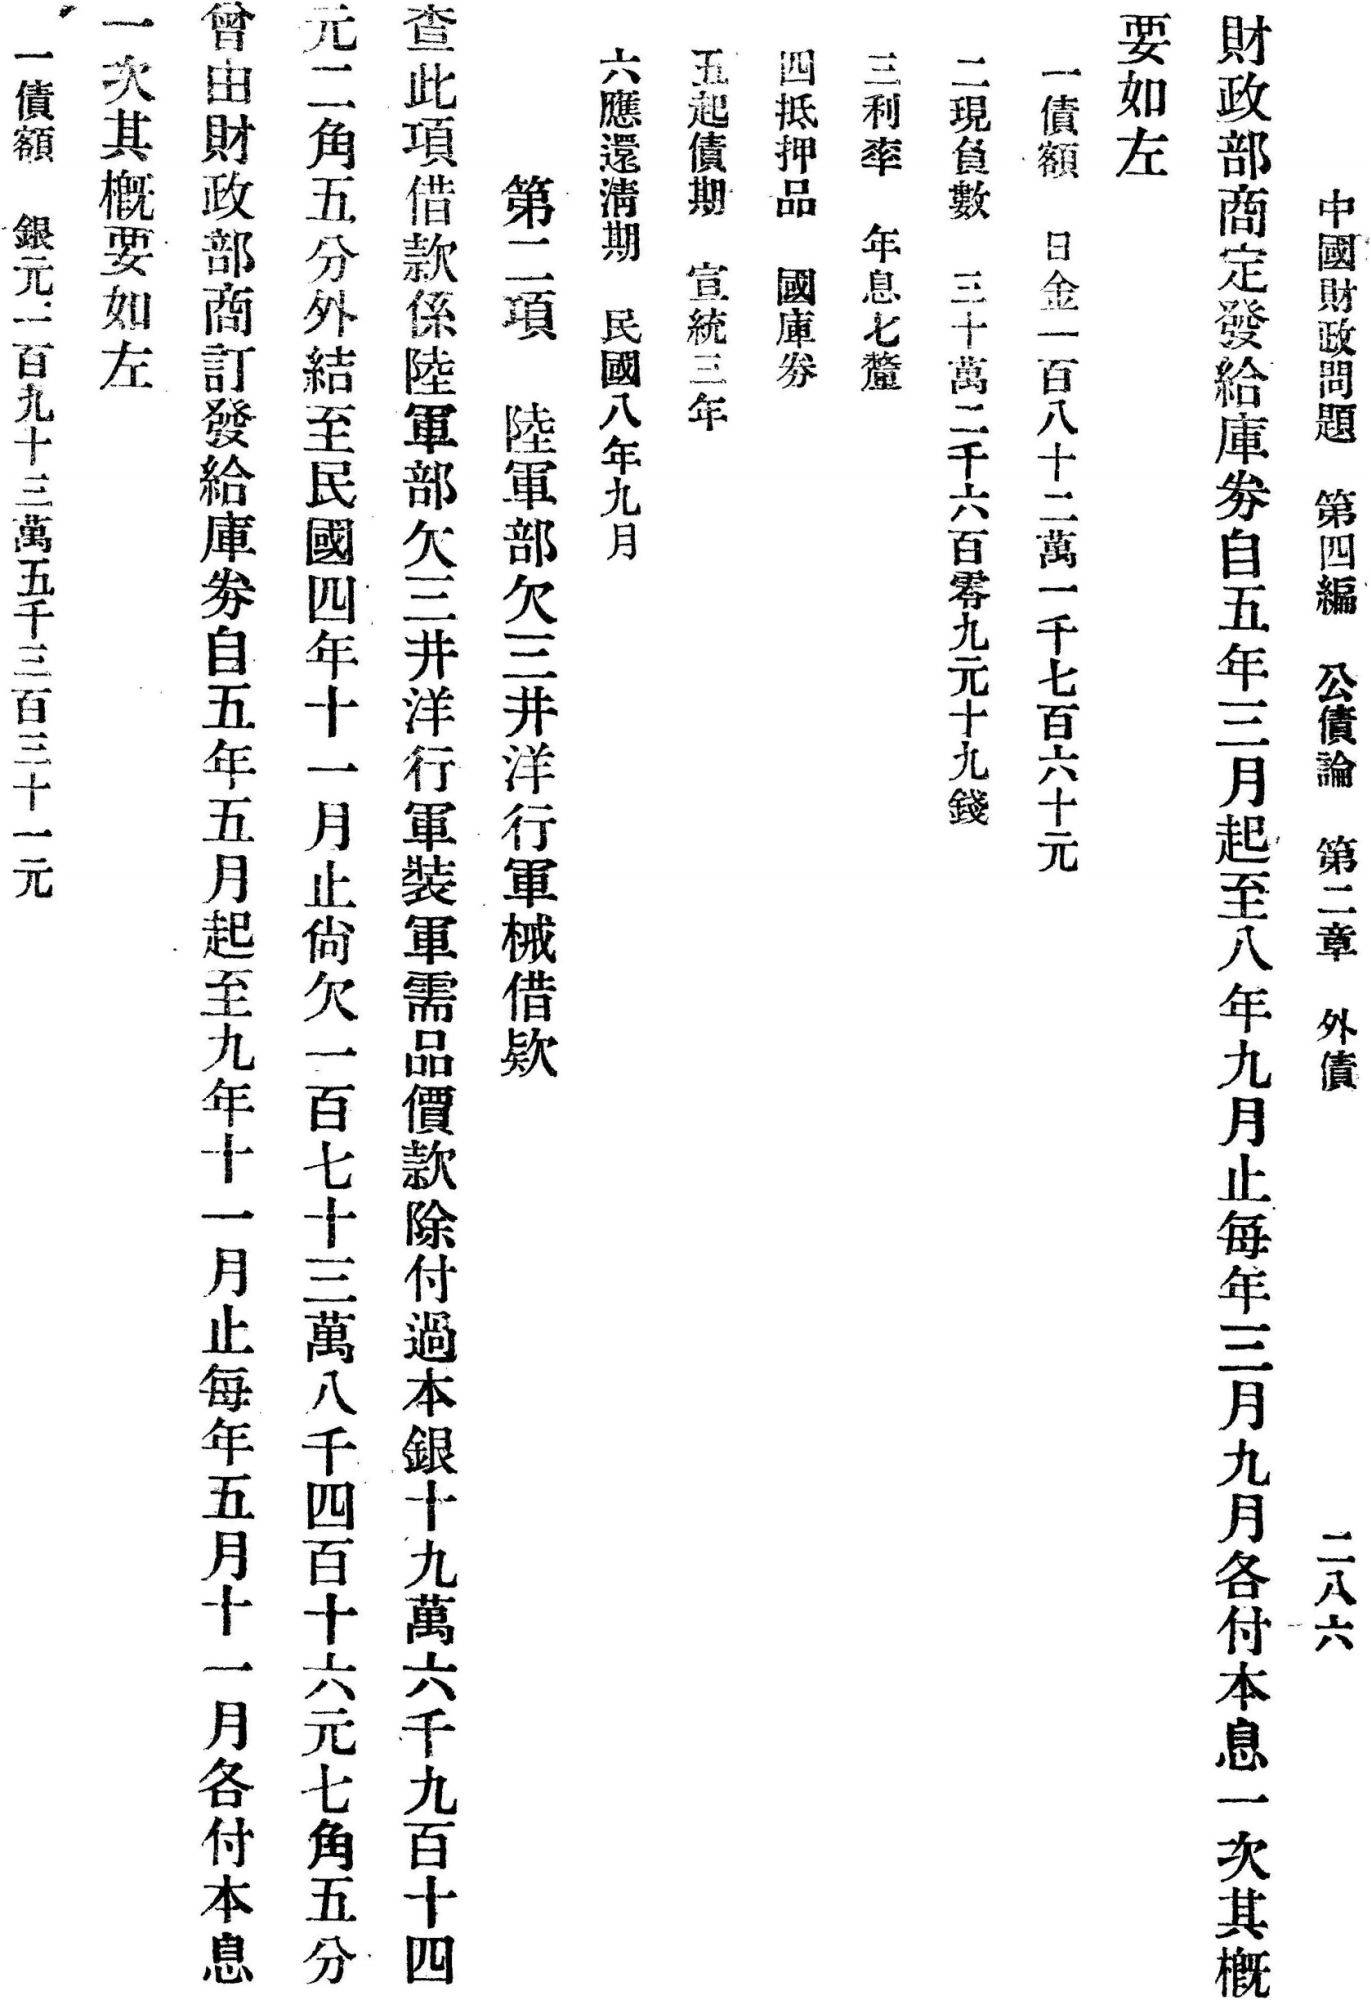 中國財政問題　第四編　公債論　第二章　外債　二八六
財政部商定發給庫劵自五年三月起至八年九月止每年三月九月各付本息一次其概
要如左
一債額　日金一百八十二萬一千七百六十元
二現負數　三十萬二千六百零九元十九錢
三利率　年息七釐
四抵押品　國庫劵
五起債期　宣統三年
六應還淸期　民國八年九月
第二項　陸軍部欠三井洋行軍械借欵
查此項借款係陸軍部欠三井洋行軍裝軍需品價款除付過本銀十九萬六千九百十四
元二角五分外結至民國四年十一月止尙欠一百七十三萬八千四百十六元七角五分
曾由財政部商訂發給庫劵自五年五月起至九年十一月止每年五月十一月各付本息
一次其概要如左
一債額　銀元一百九十三萬五千三百三十一元